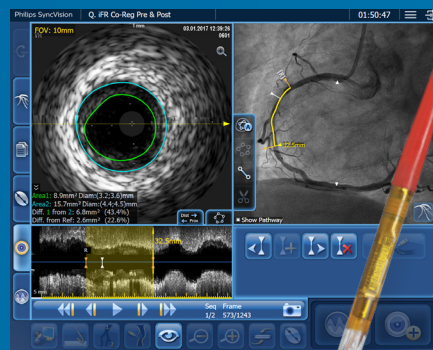 Philips SyncVision
Q. iFR Co-Reg Pre & Post
01:50:47
FOV: 10mm
1 mm
03.01.2017 12:39:26
0601
32.5mm
Area1: 8.9mm² Diam:(3.2;3.6)mm
Area2: 15.7mm² Diam:(4.4;4.5)mm
Diff. 1 from 2: 6.8mm² (43.4%)
Diff. from Ref: 2.6mm² (22.6%)
Dist
Prox
Show Pathway
32.5mm
5 mm
Seq Frame
1/2 573/1243